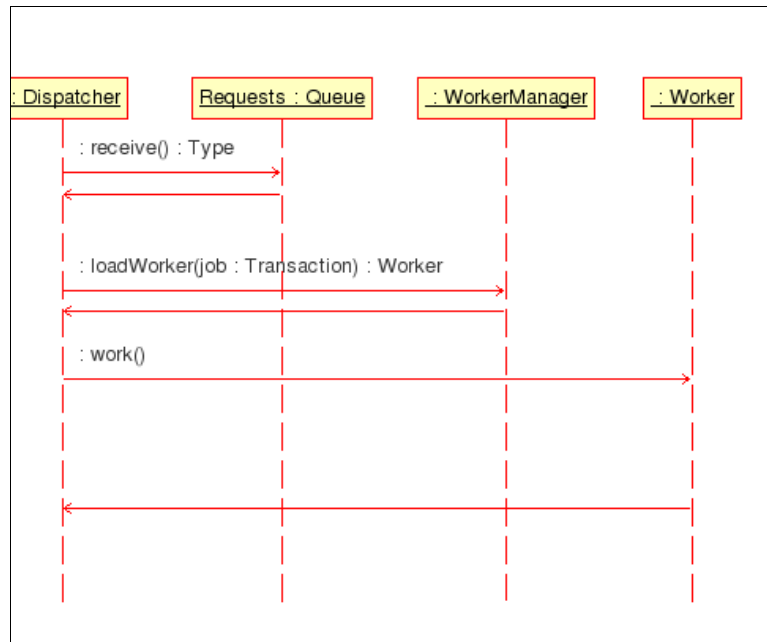 : Dispatcher
Requests : Queue
: WorkerManager
: Worker
: receive() : Type
: loadWorker(job : Transaction) : Worker
: work()